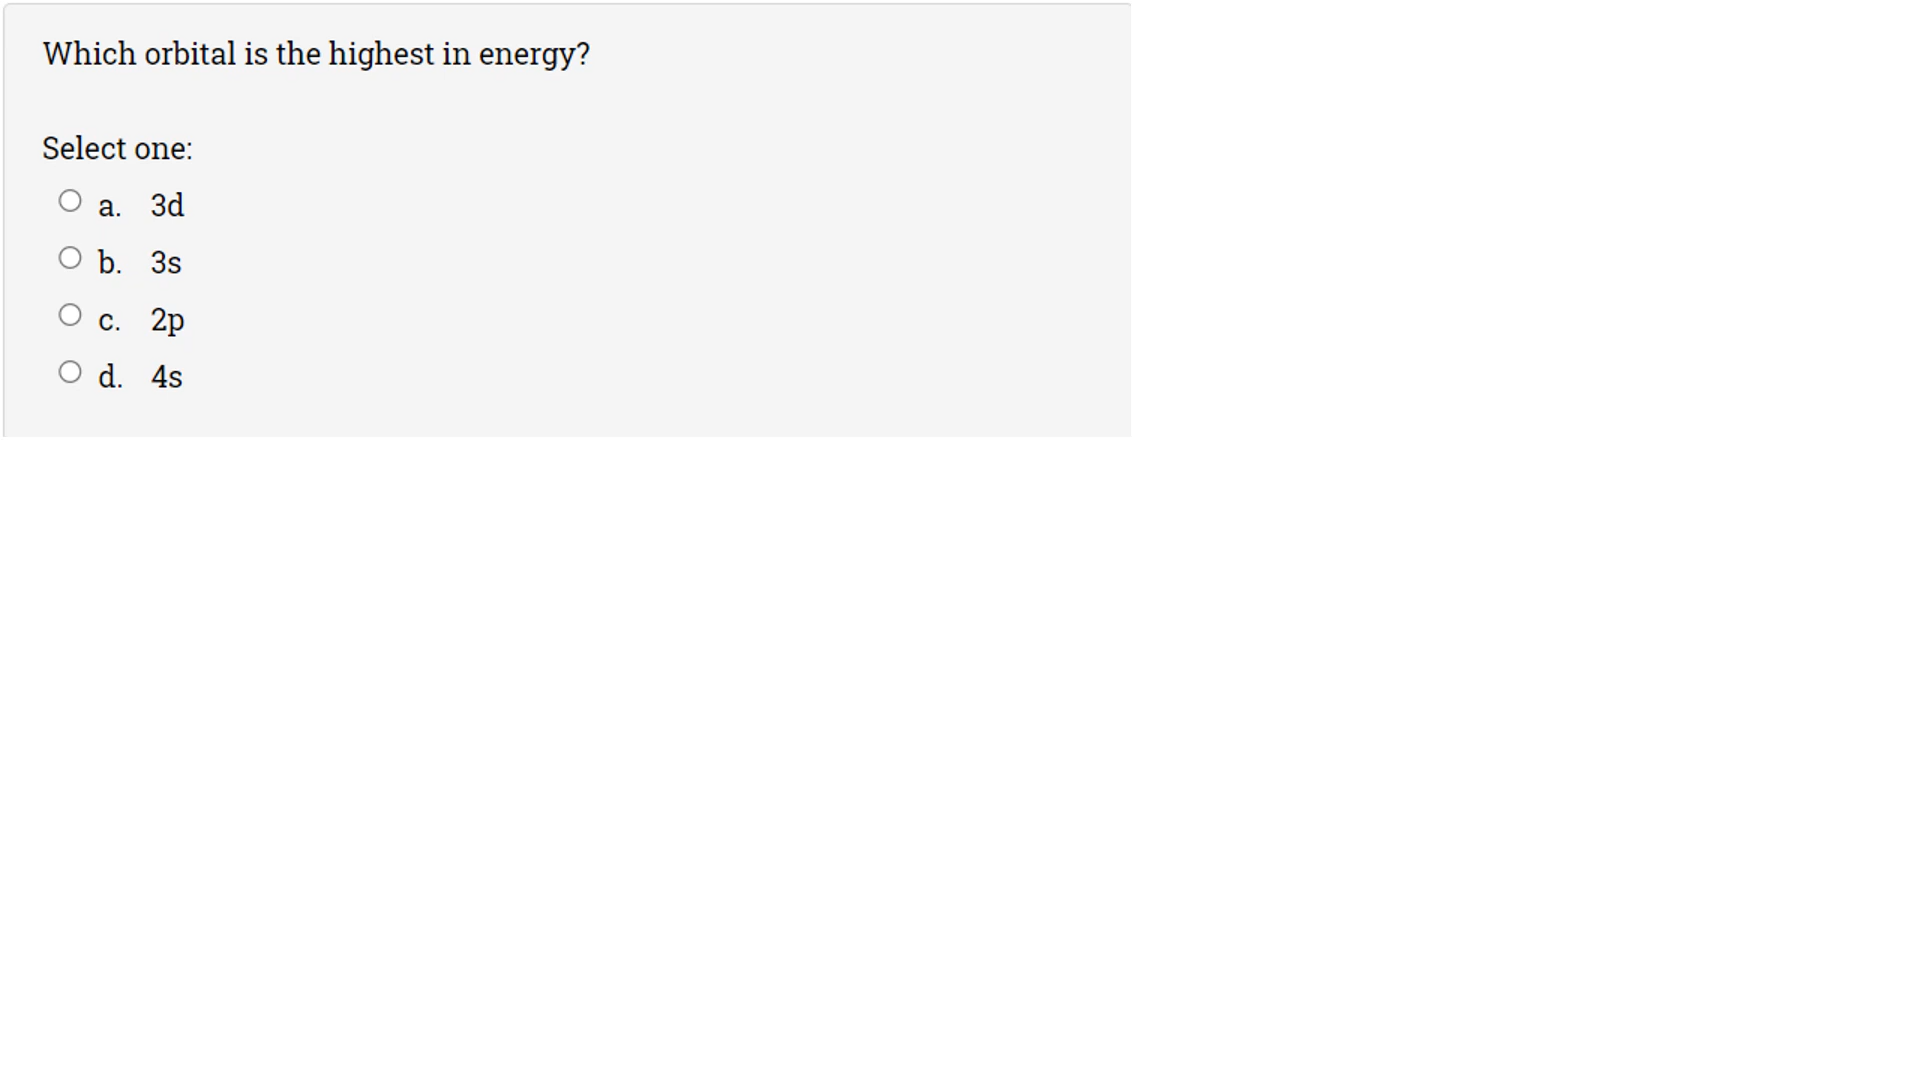 Which orbital is the highest in energy?
Select one:
a. 3d
b. 3s
c. 2p
d. 4s